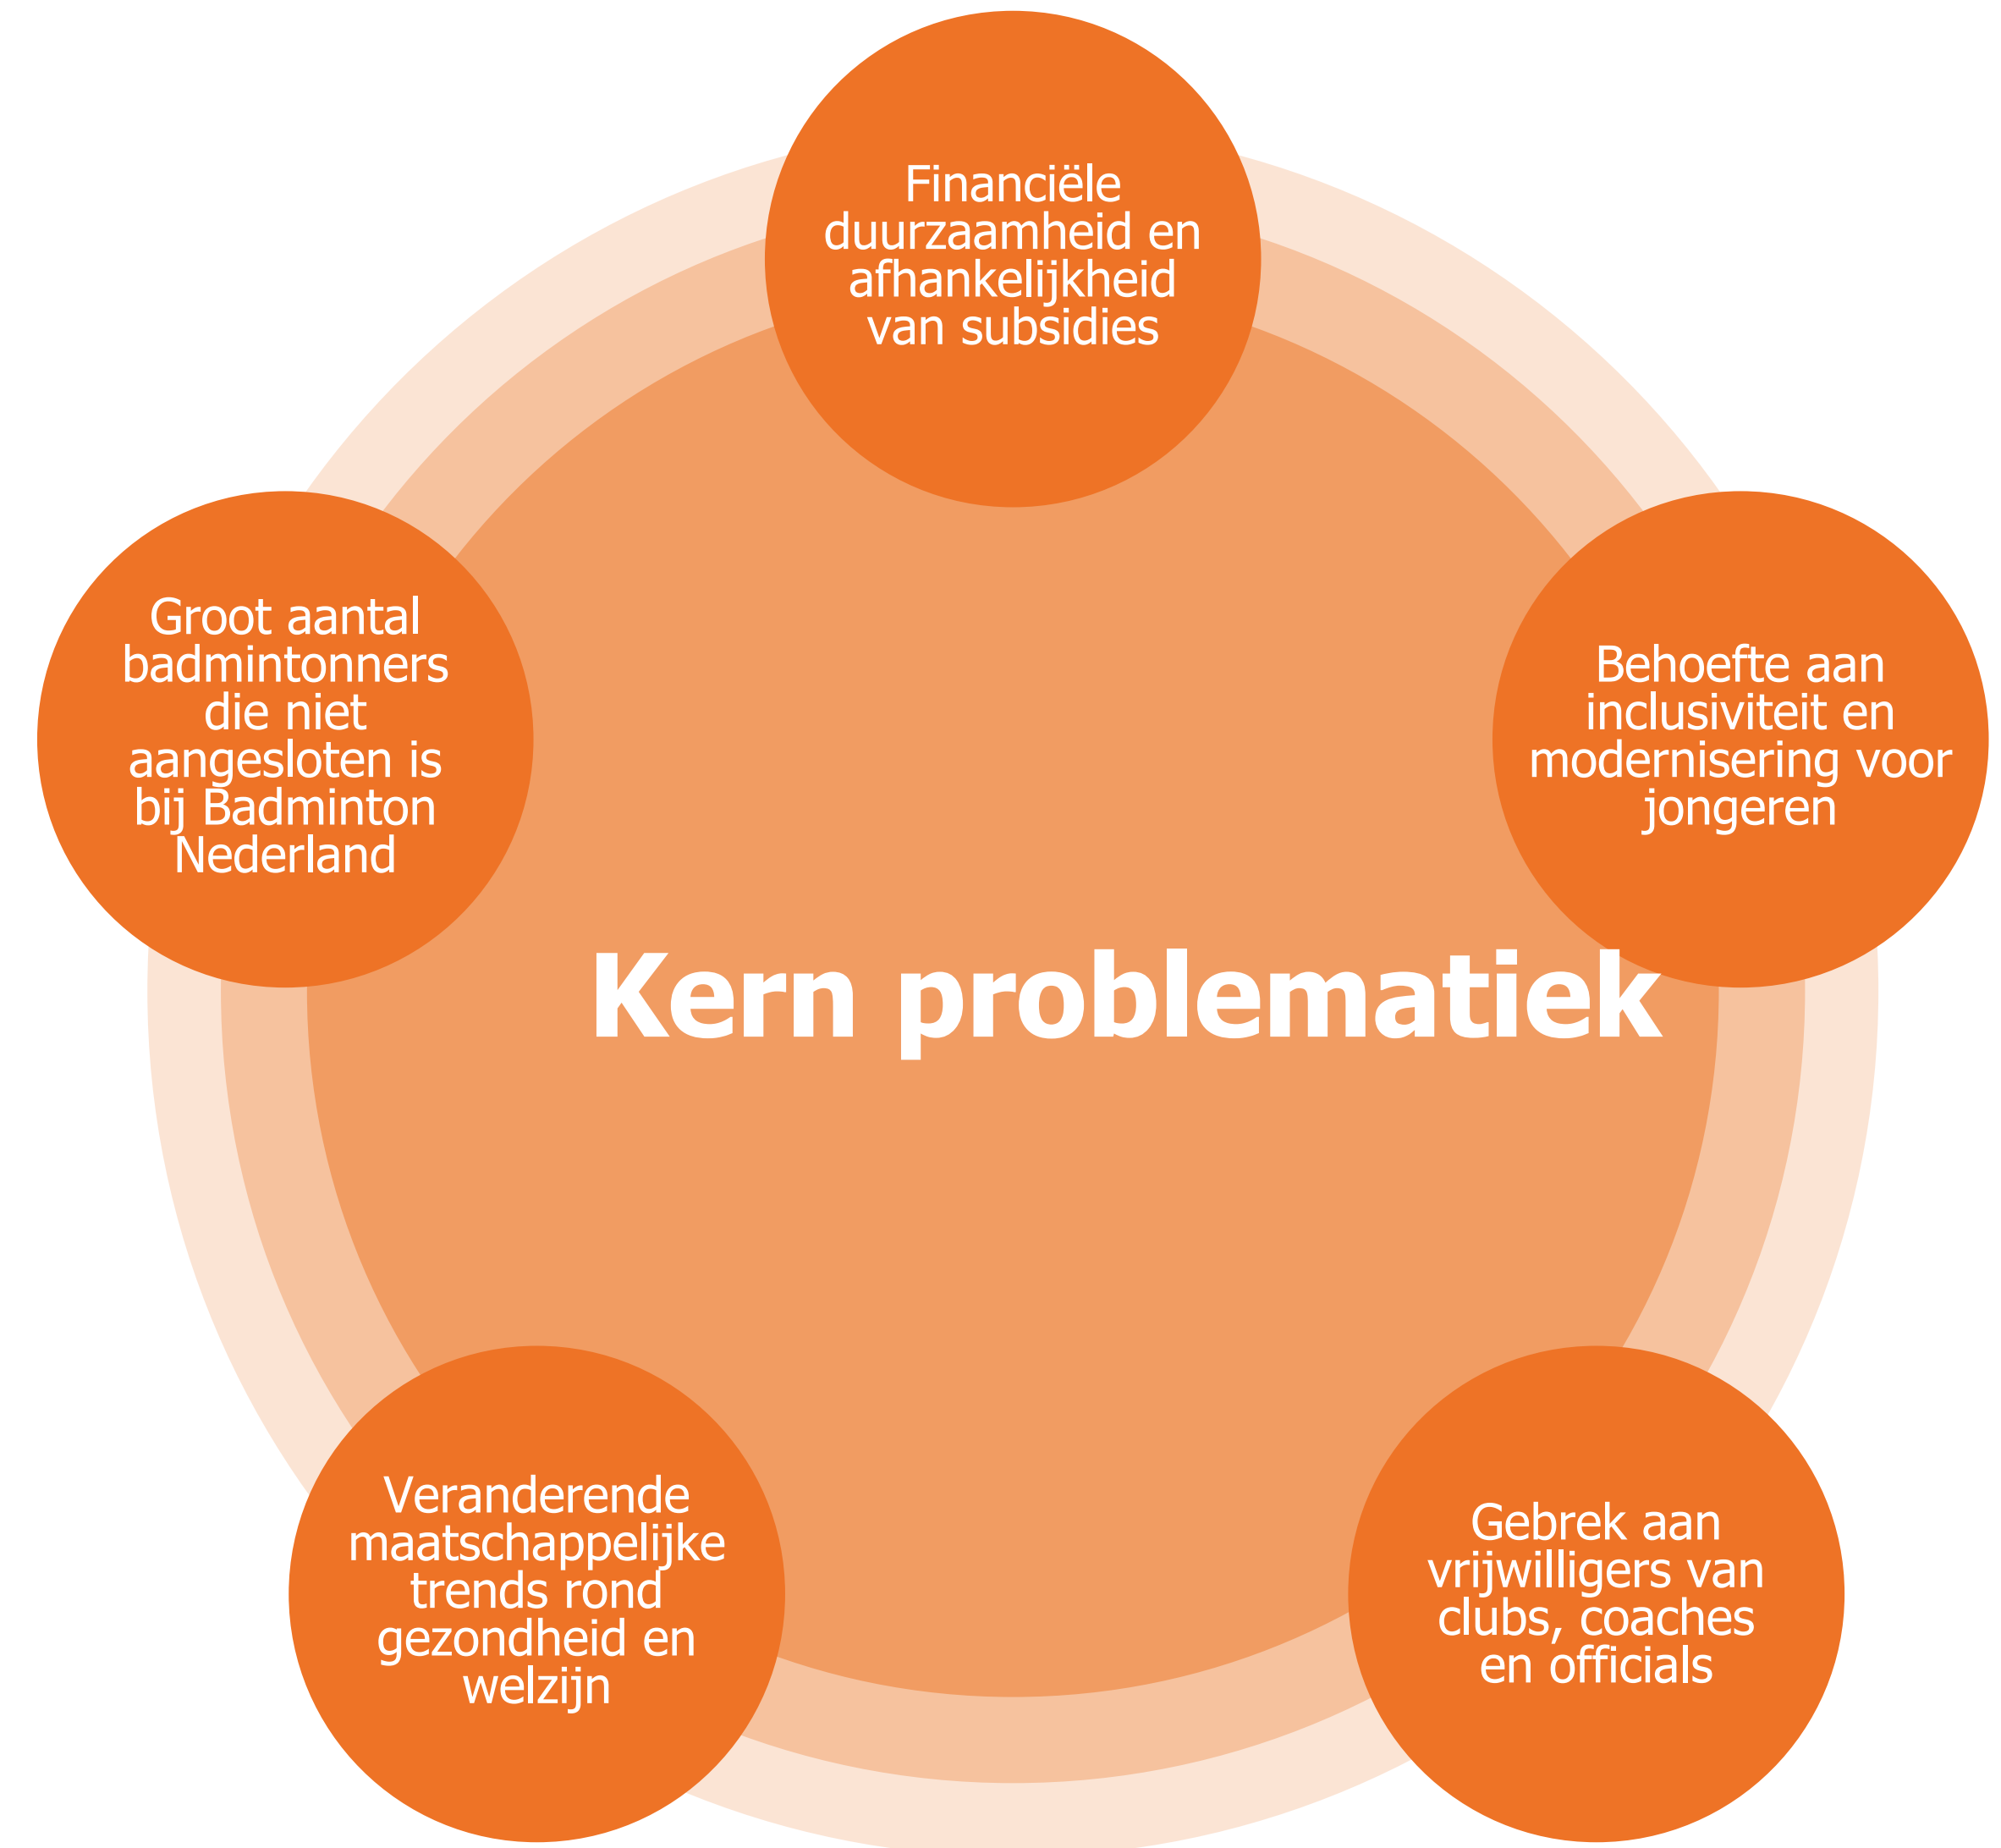 Financiële
duurzaamheid en
afhankelijkheid
van subsidies
Groot aantal
badmintonners
die niet
aangesloten is
bij Badminton
Nederland
Behoefte aan
inclusiviteit en
modernisering voor
jongeren
Kern problematiek
Veranderende
maatschappelijke
trends rond
gezondheid en
welzijn
Gebrek aan
vrijwilligers van
clubs, coaches
en officials